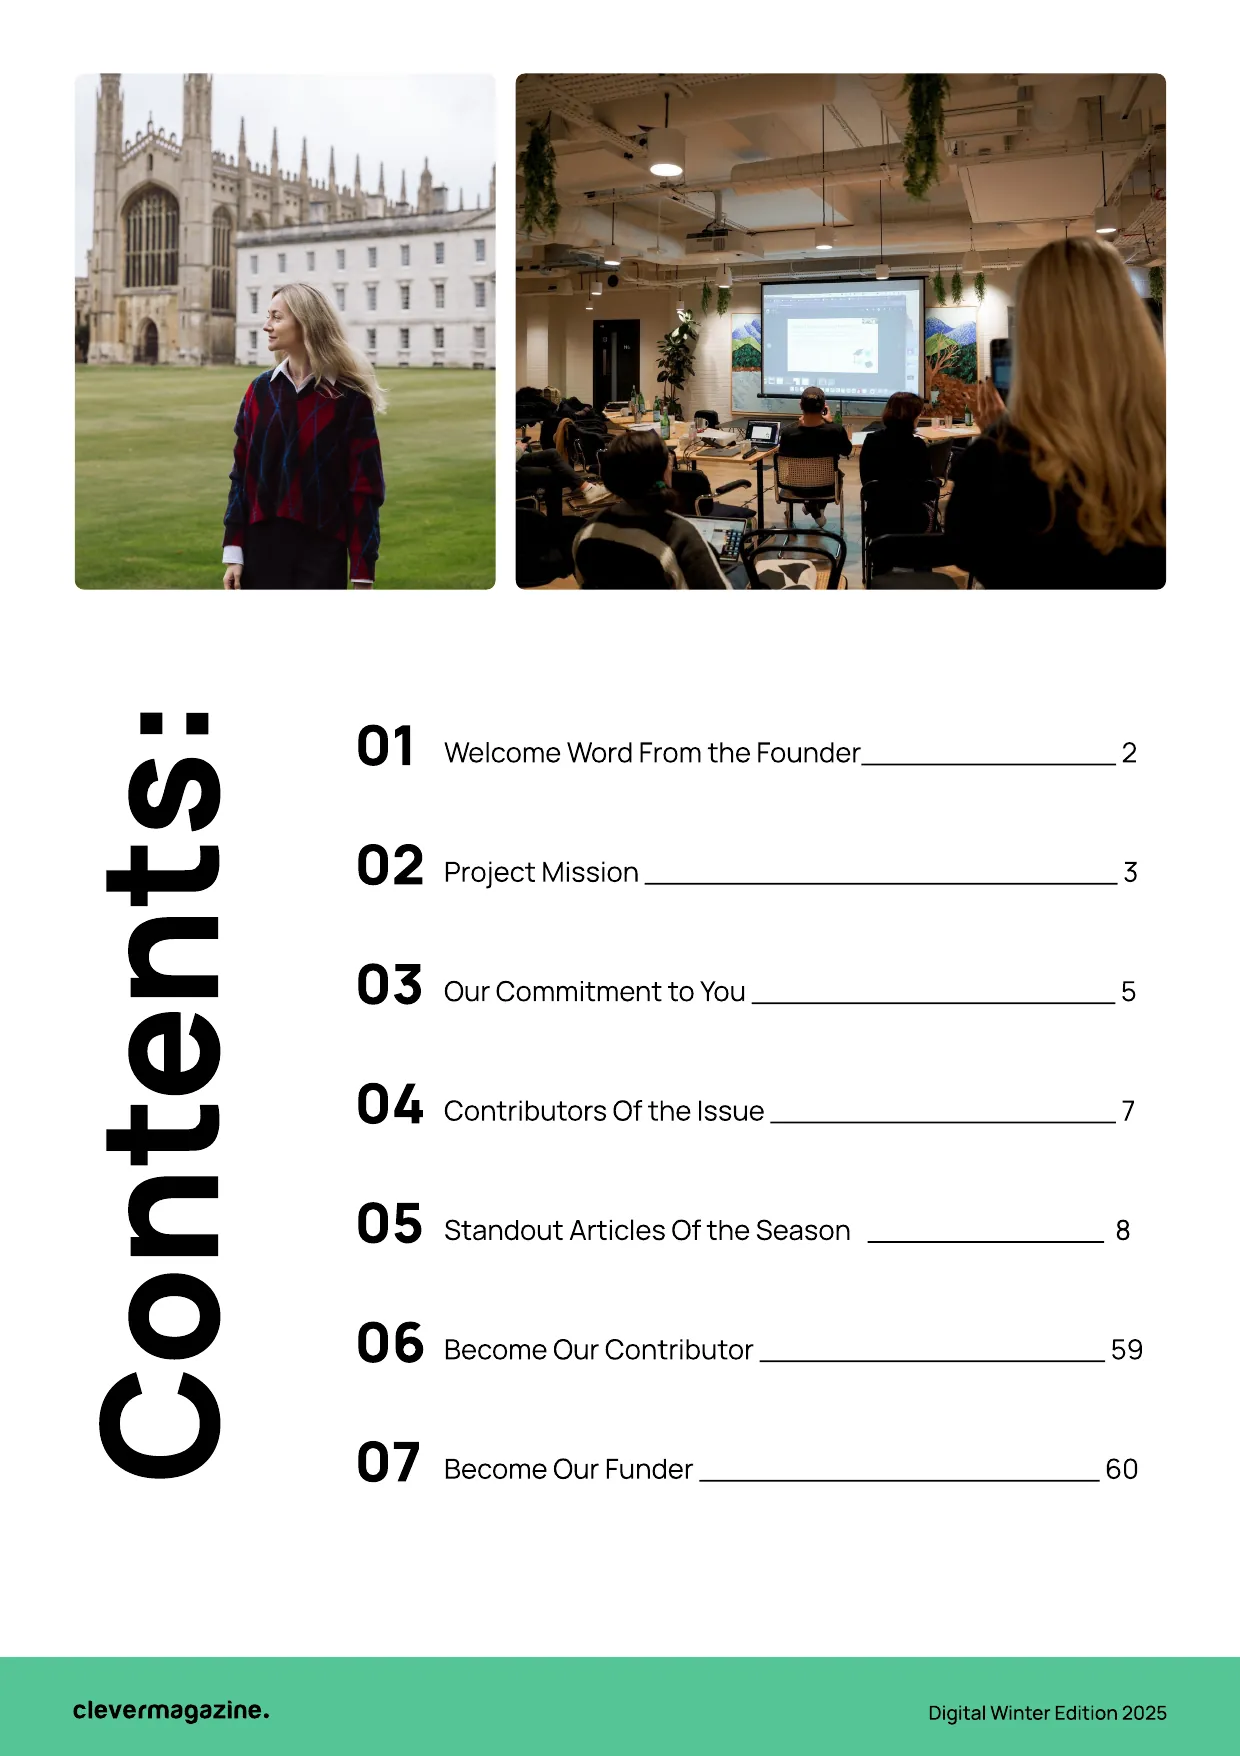 Contents:
01 Welcome Word From the Founder 2
02 Project Mission 3
03 Our Commitment to You 5
04 Contributors Of the Issue 7
05 Standout Articles Of the Season 8
06 Become Our Contributor 59
07 Become Our Funder 60
clevermagazine.
Digital Winter Edition 2025